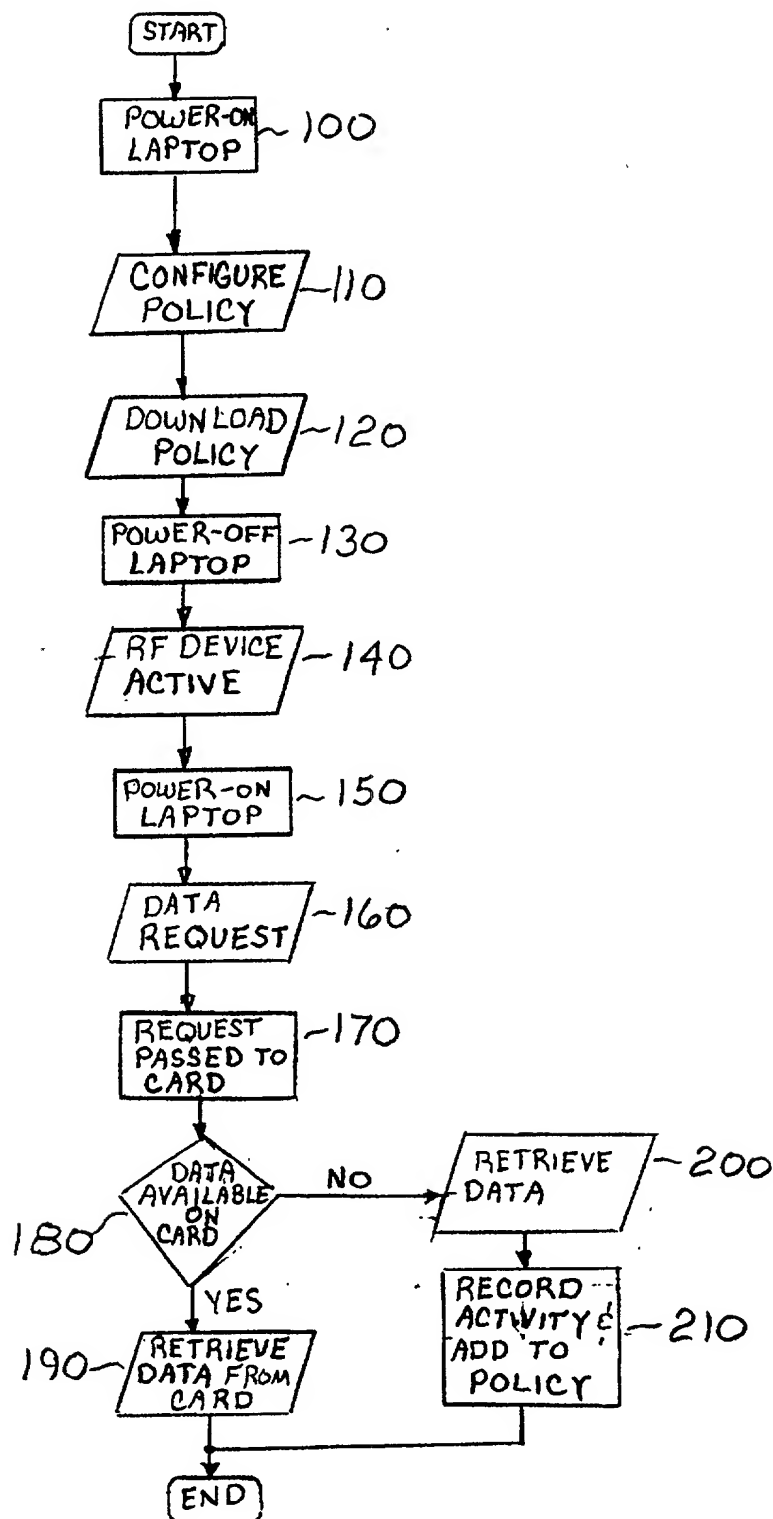 START
POWER-ON
LAPTOP
100
CONFIGURE
POLICY
110
DOWNLOAD
POLICY
120
POWER-OFF
LAPTOP
130
RF DEVICE
ACTIVE
140
POWER-ON
LAPTOP
150
DATA
REQUEST
160
REQUEST
PASSED TO
CARD
170
DATA
AVAILABLE
ON
CARD
180
NO
RETRIEVE
DATA
200
YES
RETRIEVE
DATA FROM
CARD
190
RECORD
ACTIVITY &
ADD TO
POLICY
210
END